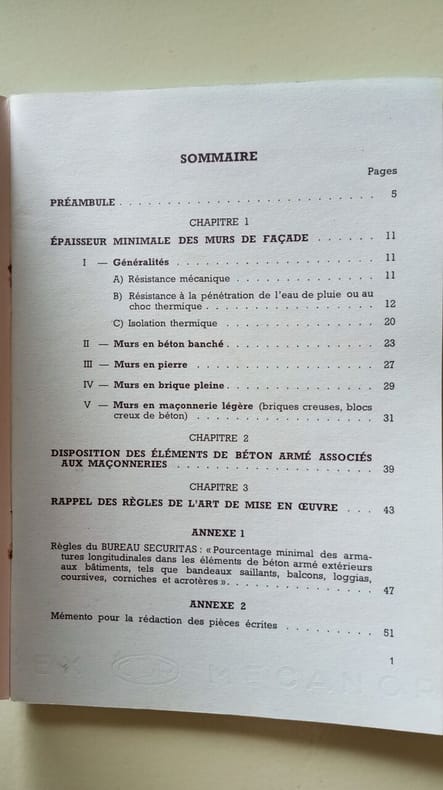 SOMMAIRE
Pages
PRÉAMBULE . . . . . . . . . . . . . . . . . . . . . . . . . . 5
CHAPITRE 1
ÉPAISSEUR MINIMALE DES MURS DE FAÇADE . . . . . . 11
I — Généralités . . . . . . . . . . . . . . . . . . . . . 11
A) Résistance mécanique . . . . . . . . . . . . . . . 11
B) Résistance à la pénétration de l'eau de pluie ou au
choc thermique . . . . . . . . . . . . . . . . . 12
C) Isolation thermique . . . . . . . . . . . . . . . . 20
II — Murs en béton banché . . . . . . . . . . . . . . . 23
III — Murs en pierre . . . . . . . . . . . . . . . . . . . 27
IV — Murs en brique pleine . . . . . . . . . . . . . . . 29
V — Murs en maçonnerie légère (briques creuses, blocs
creux de béton) . . . . . . . . . . . . . . . . . . 31
CHAPITRE 2
DISPOSITION DES ÉLÉMENTS DE BÉTON ARMÉ ASSOCIÉS
AUX MAÇONNERIES . . . . . . . . . . . . . . . . . . . . 39
CHAPITRE 3
RAPPEL DES RÈGLES DE L'ART DE MISE EN ŒUVRE . . . 43
ANNEXE 1
Règles du BUREAU SECURITAS : « Pourcentage minimal des arma-
tures longitudinales dans les éléments de béton armé extérieurs
aux bâtiments, tels que bandeaux saillants, balcons, loggias,
coursives, corniches et acrotères ». . . . . . . . . . . . . . . 47
ANNEXE 2
Mémento pour la rédaction des pièces écrites . . . . . . . . 51
1
MECANOR